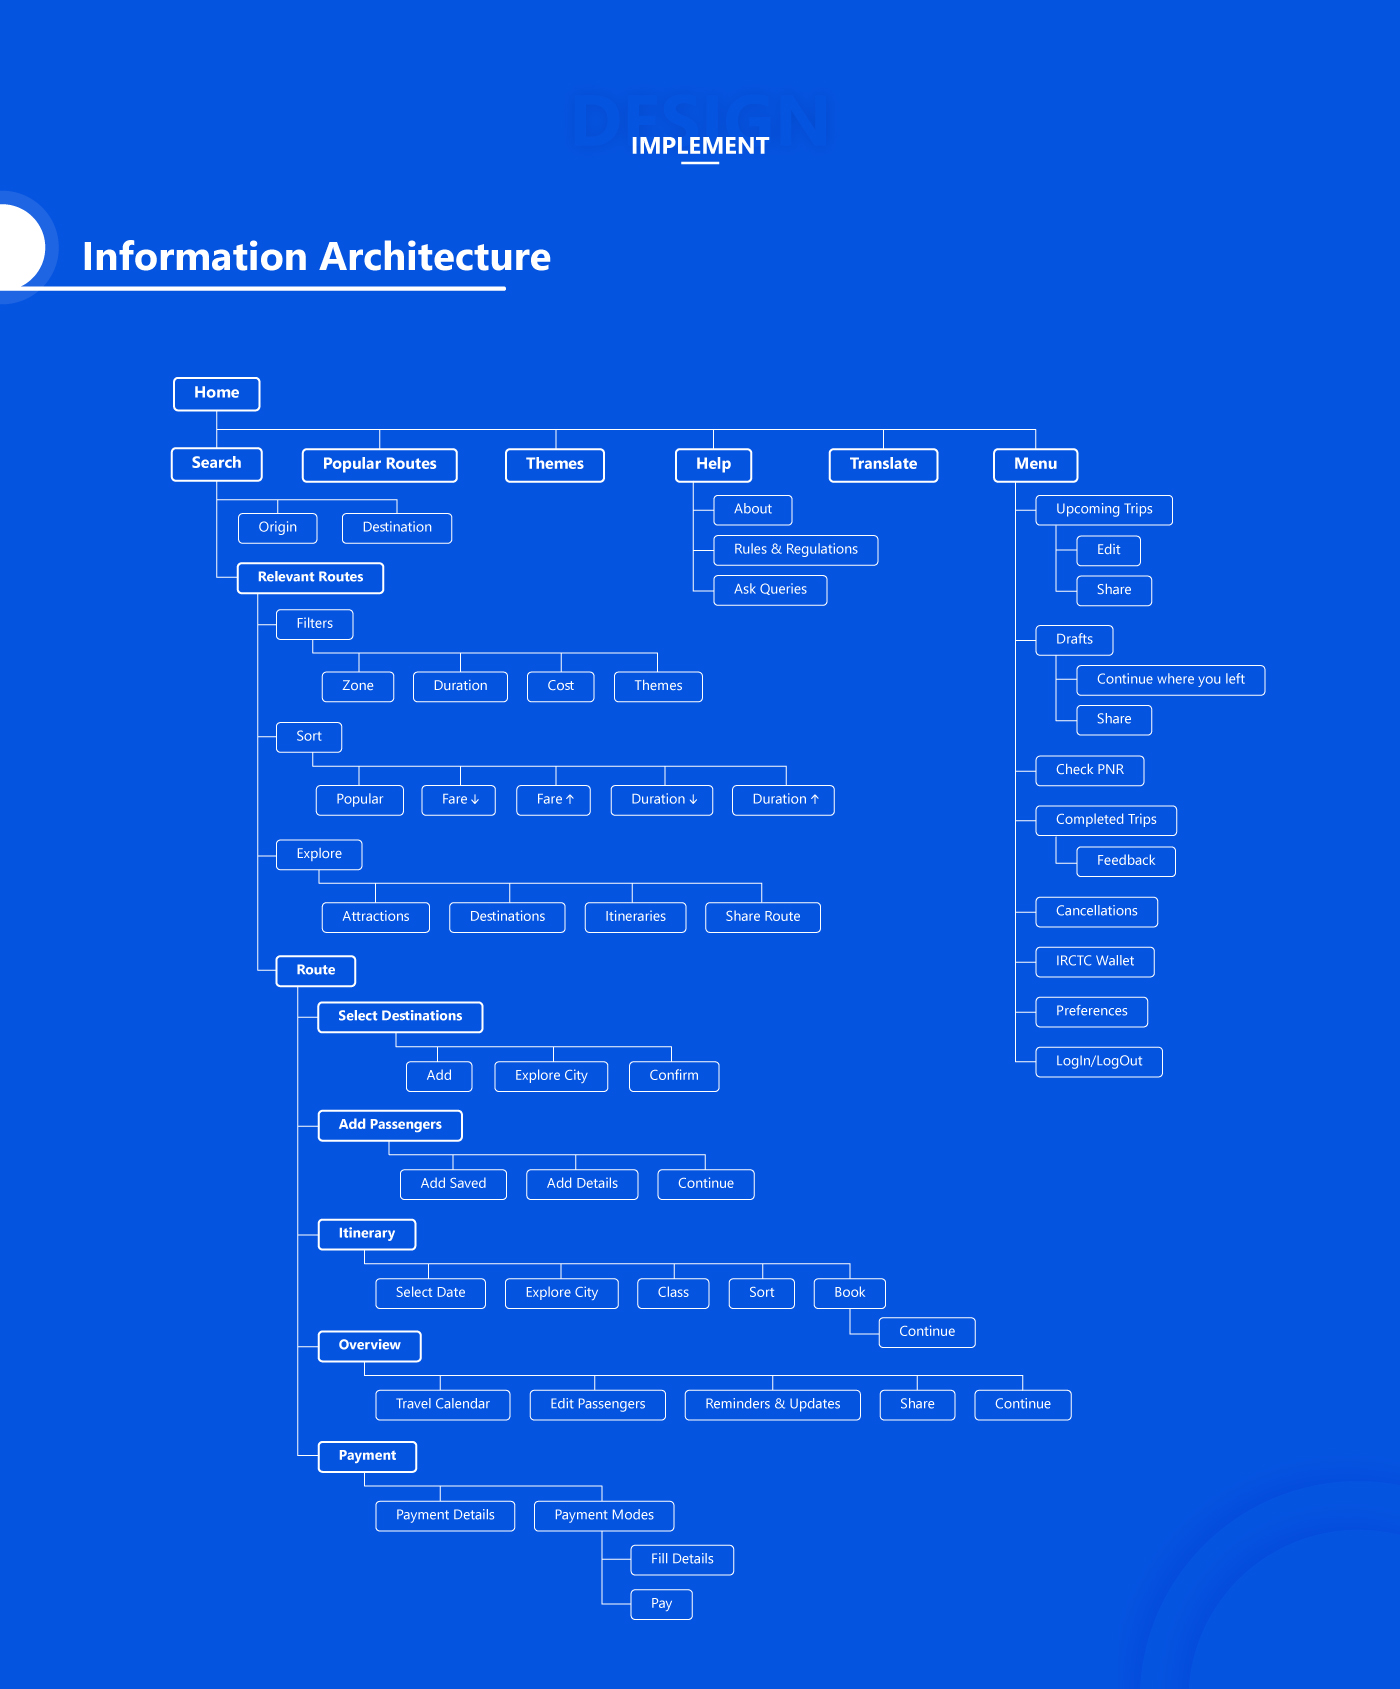 DESIGN
IMPLEMENT
Information Architecture
Home
Search
Popular Routes
Themes
Help
Translate
Menu
Origin
Destination
Relevant Routes
Filters
Zone
Duration
Cost
Themes
Sort
Popular
Fare ↓
Fare ↑
Duration ↓
Duration ↑
Explore
Attractions
Destinations
Itineraries
Share Route
Route
Select Destinations
Add
Explore City
Confirm
Add Passengers
Add Saved
Add Details
Continue
Itinerary
Select Date
Explore City
Class
Sort
Book
Continue
Overview
Travel Calendar
Edit Passengers
Reminders & Updates
Share
Continue
Payment
Payment Details
Payment Modes
Fill Details
Pay
About
Rules & Regulations
Ask Queries
Upcoming Trips
Edit
Share
Drafts
Continue where you left
Share
Check PNR
Completed Trips
Feedback
Cancellations
IRCTC Wallet
Preferences
LogIn/LogOut